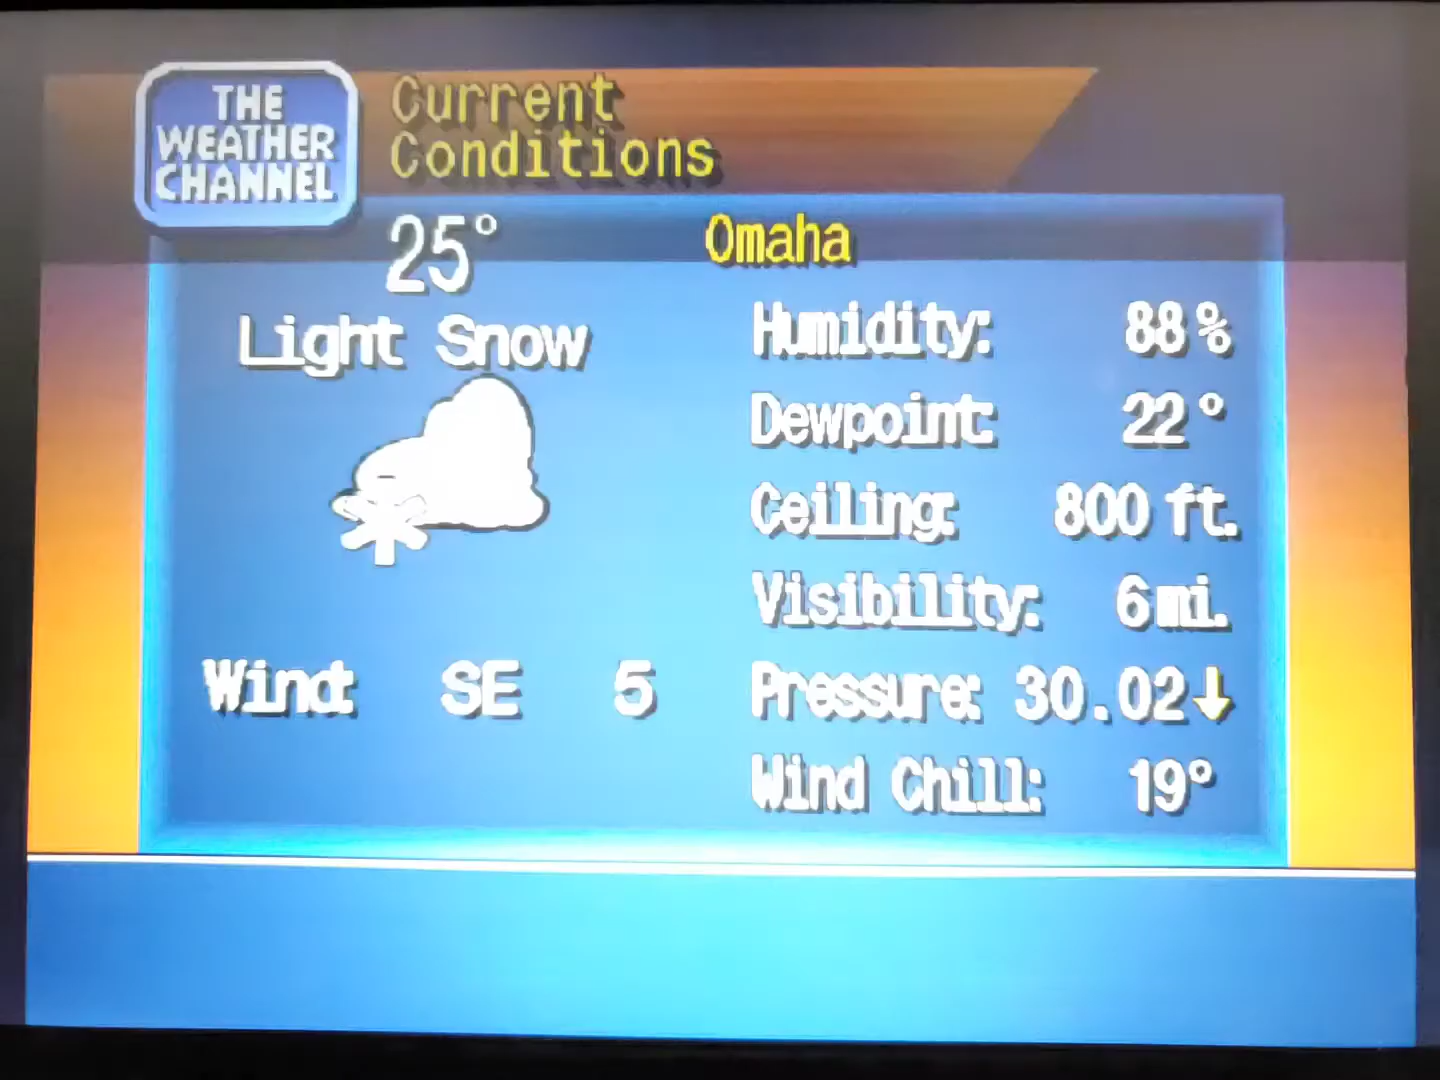 THE
WEATHER
CHANNEL
Current
Conditions
25°
Omaha
Light Snow
Humidity: 88%
Dewpoint: 22°
Ceiling: 800 ft.
Visibility: 6 mi.
Wind: SE 5
Pressure: 30.02↓
Wind Chill: 19°